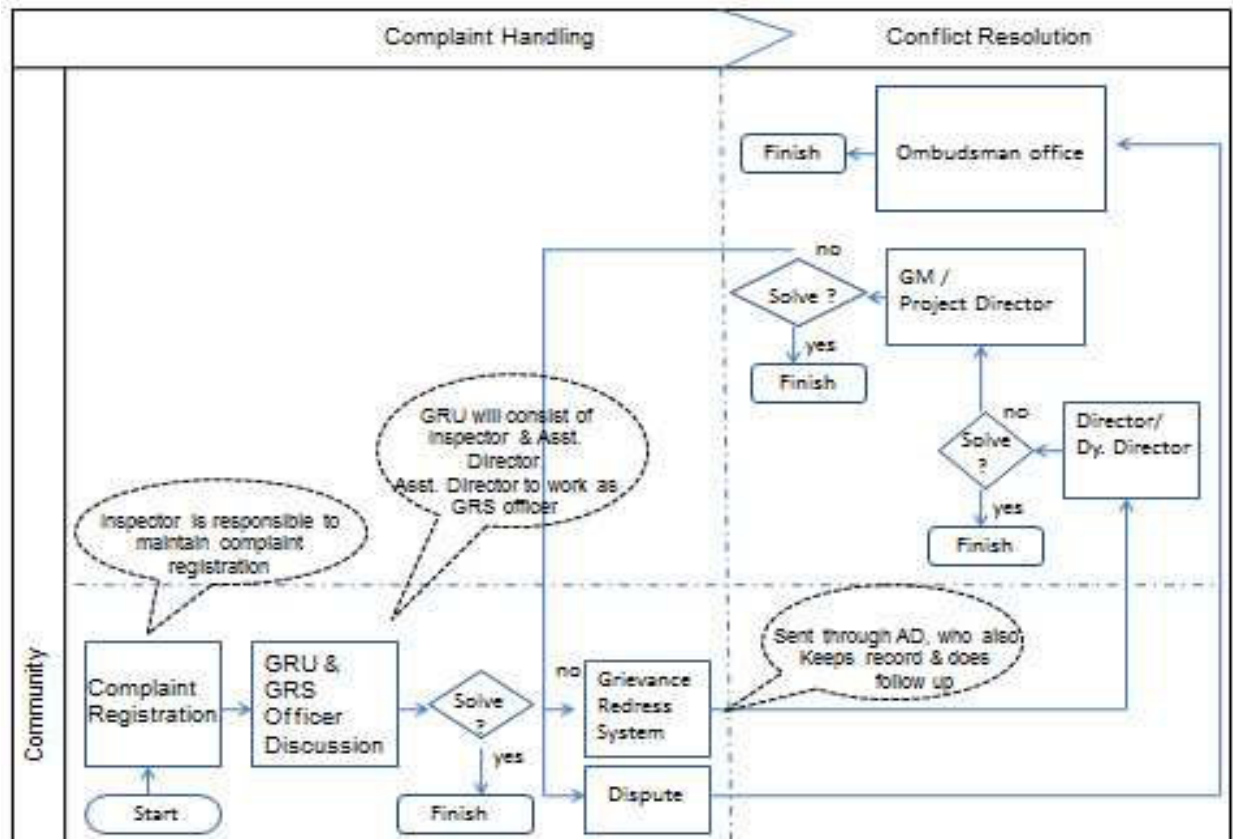 Complaint Handling
Conflict Resolution
Finish
Ombudsman office
no
Solve ?
GM /
Project Director
yes
Finish
GRU will consist of
Inspector & Asst.
Director.
Asst. Director to work as
GRS officer
no
Solve
?
Director/
Dy. Director
yes
Finish
Inspector is responsible to
maintain complaint
registration
Sent through AD, who also
Keeps record & does
follow up
Community
Complaint
Registration
GRU &
GRS
Officer
Discussion
Solve
?
no
Grievance
Redress
System
yes
Start
Finish
Dispute